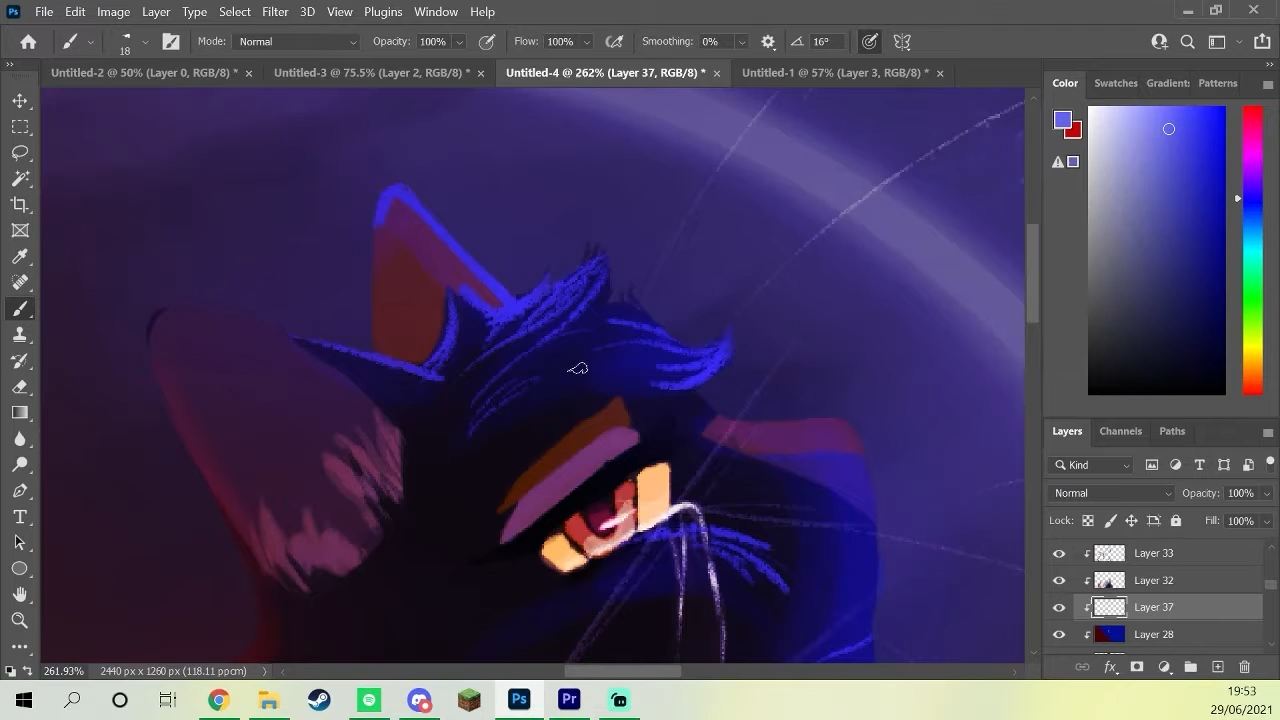 Ps File Edit Image Layer Type Select Filter 3D View Plugins Window Help
18 Mode: Normal Opacity: 100% Flow: 100% Smoothing: 0% 16°
Untitled-2 @ 50% (Layer 0, RGB/8) * Untitled-3 @ 75.5% (Layer 2, RGB/8) * Untitled-4 @ 262% (Layer 37, RGB/8) * Untitled-1 @ 57% (Layer 3, RGB/8) *
Color Swatches Gradient: Patterns
Layers Channels Paths
Kind
Normal Opacity: 100%
Lock: Fill: 100%
Layer 33
Layer 32
Layer 37
Layer 28
fx
261.93% 2440 px x 1260 px (118.11 ppcm)
Ps Pr
19:53
29/06/2021